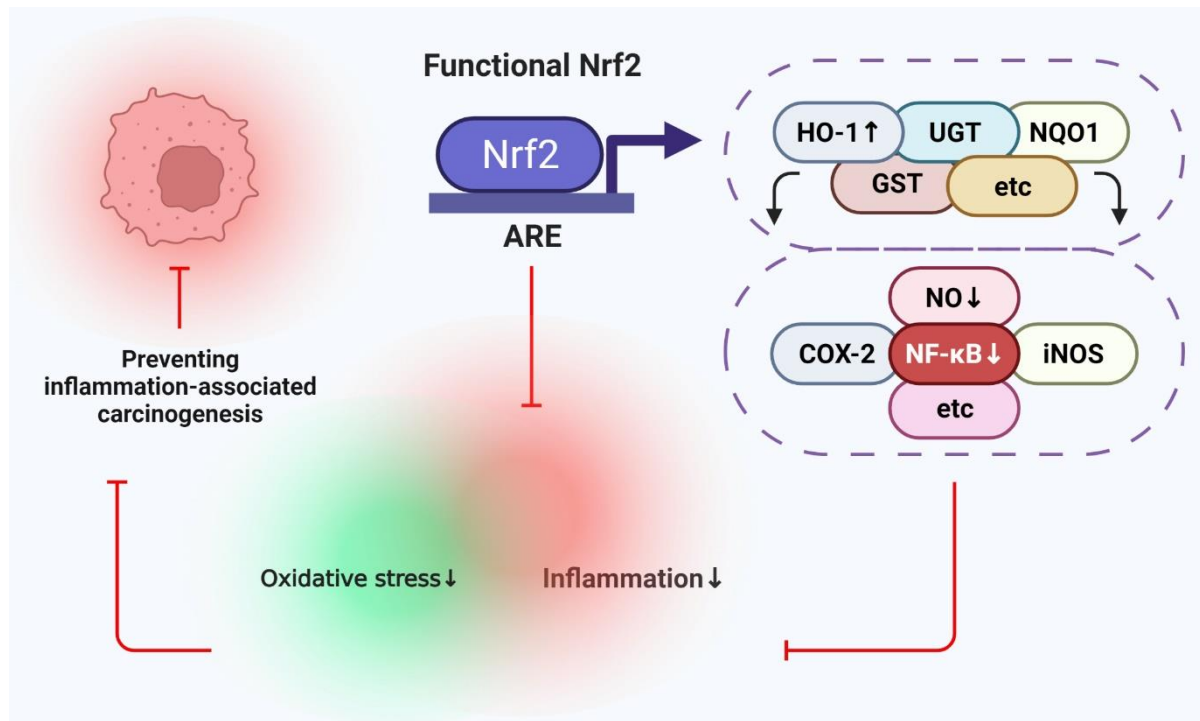 Functional Nrf2
Nrf2
ARE
HO-1↑
UGT
NQO1
GST
etc
NO↓
COX-2
NF-κB↓
iNOS
etc
Preventing
inflammation-associated
carcinogenesis
Oxidative stress↓
Inflammation↓